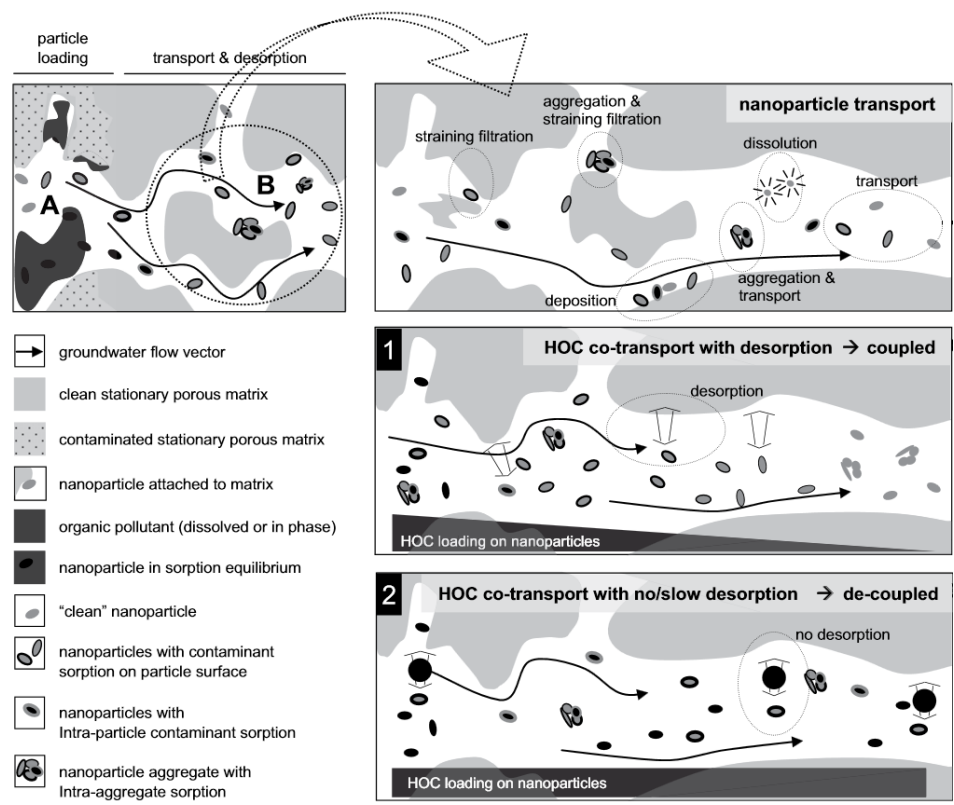 particle
loading
transport & desorption
A
B
nanoparticle transport
straining filtration
aggregation &
straining filtration
dissolution
transport
deposition
aggregation &
transport
groundwater flow vector
clean stationary porous matrix
contaminated stationary porous matrix
nanoparticle attached to matrix
organic pollutant (dissolved or in phase)
nanoparticle in sorption equilibrium
“clean” nanoparticle
nanoparticles with contaminant
sorption on particle surface
nanoparticles with
Intra-particle contaminant sorption
nanoparticle aggregate with
Intra-aggregate sorption
1
HOC co-transport with desorption → coupled
desorption
HOC loading on nanoparticles
2
HOC co-transport with no/slow desorption → de-coupled
no desorption
HOC loading on nanoparticles